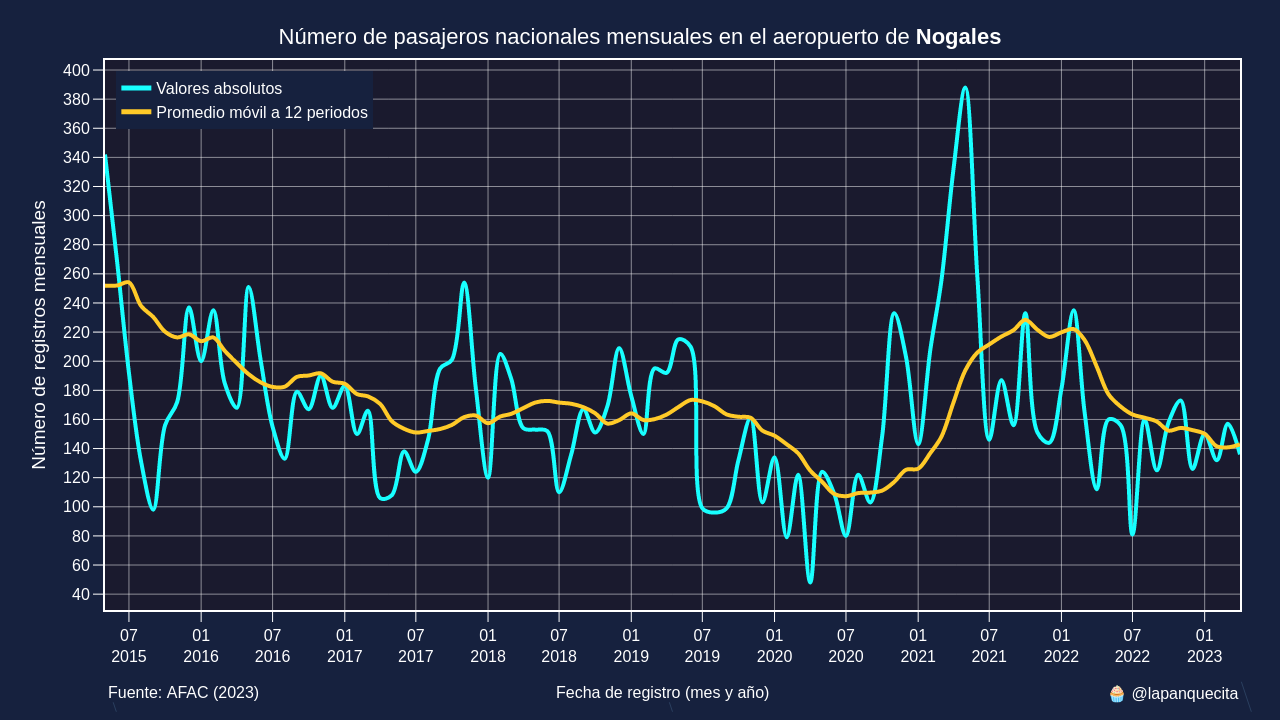 Número de pasajeros nacionales mensuales en el aeropuerto de Nogales
Valores absolutos
Promedio móvil a 12 periodos
Número de registros mensuales
400
380
360
340
320
300
280
260
240
220
200
180
160
140
120
100
80
60
40
07 01 07 01 07 01 07 01 07 01 07 01 07 01 07 01
2015 2016 2016 2017 2017 2018 2018 2019 2019 2020 2020 2021 2021 2022 2022 2023
Fuente: AFAC (2023)
Fecha de registro (mes y año)
🧁 @lapanquecita